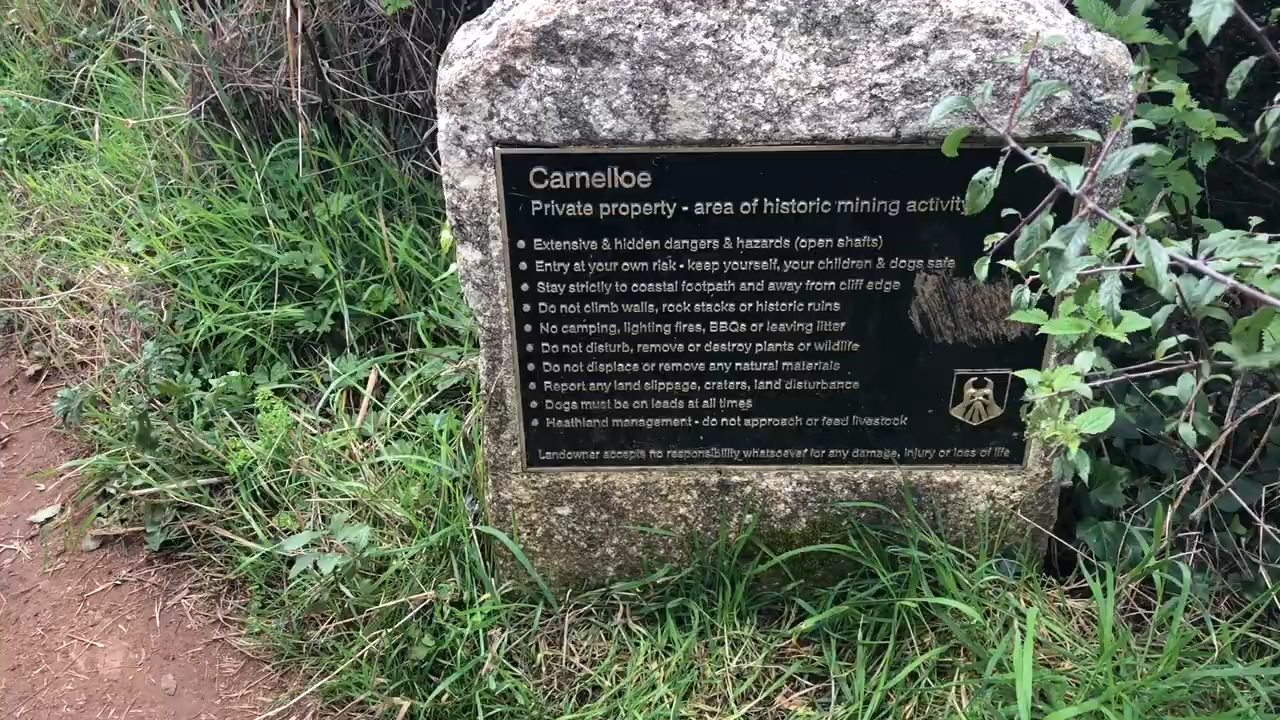 Carnelloe
Private property - area of historic mining activity
Extensive & hidden dangers & hazards (open shafts)
Entry at your own risk - keep yourself, your children & dogs safe
Stay strictly to coastal footpath and away from cliff edge
Do not climb walls, rock stacks or historic ruins
No camping, lighting fires, BBQs or leaving litter
Do not disturb, remove or destroy plants or wildlife
Do not displace or remove any natural materials
Report any land slippage, craters, land disturbance
Dogs must be on leads at all times
Heathland management - do not approach or feed livestock
Landowner accepts no responsibility whatsoever for any damage, injury or loss of life